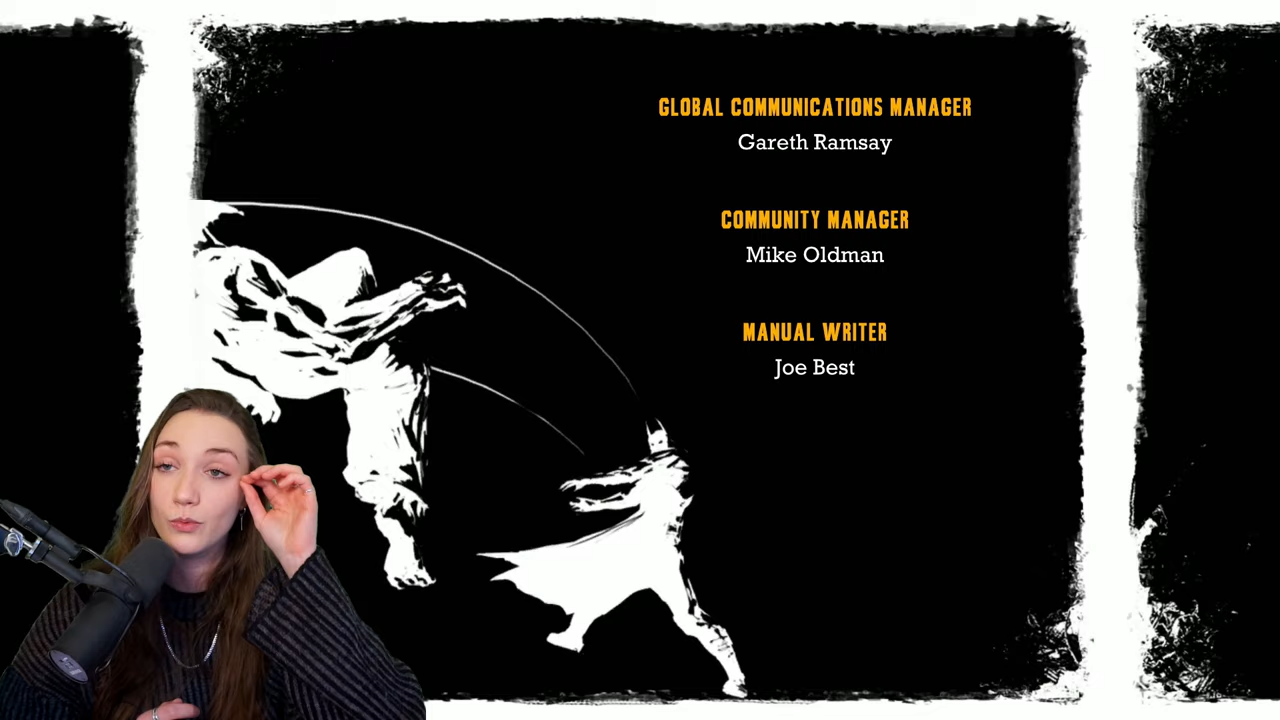 GLOBAL COMMUNICATIONS MANAGER
Gareth Ramsay
COMMUNITY MANAGER
Mike Oldman
MANUAL WRITER
Joe Best